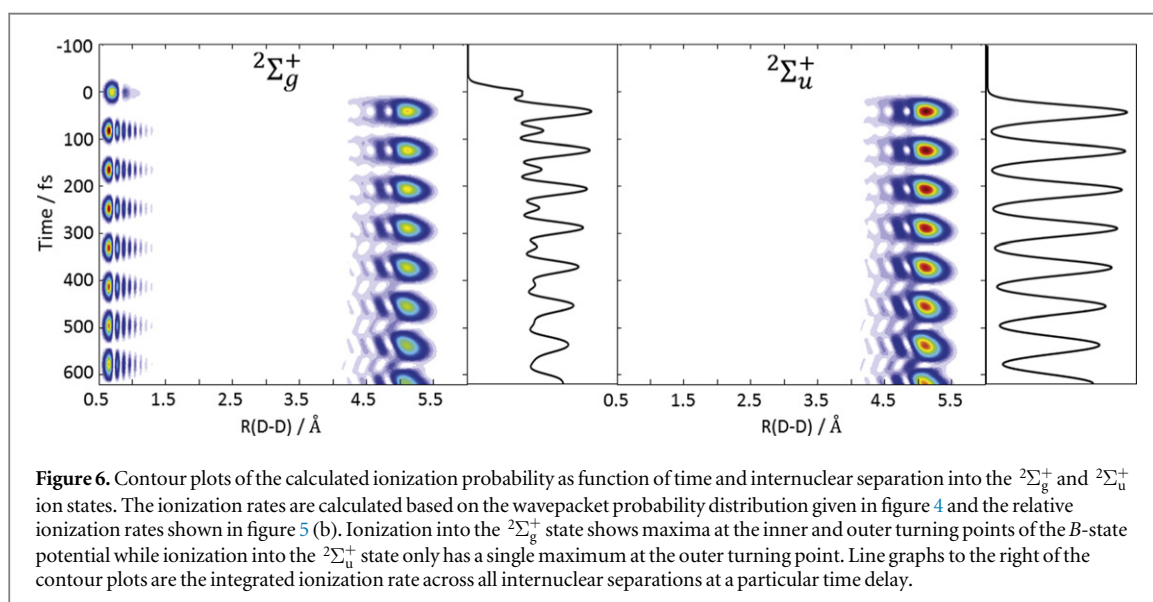 -100
0
100
200
300
400
500
600
Time / fs
²Σ⁺g
²Σ⁺u
0.5 1.5 2.5 3.5 4.5 5.5
0.5 1.5 2.5 3.5 4.5 5.5
R(D-D) / Å
R(D-D) / Å
Figure 6. Contour plots of the calculated ionization probability as function of time and internuclear separation into the ²Σ⁺g and ²Σ⁺u
ion states. The ionization rates are calculated based on the wavepacket probability distribution given in figure 4 and the relative
ionization rates shown in figure 5 (b). Ionization into the ²Σ⁺g state shows maxima at the inner and outer turning points of the B-state
potential while ionization into the ²Σ⁺u state only has a single maximum at the outer turning point. Line graphs to the right of the
contour plots are the integrated ionization rate across all internuclear separations at a particular time delay.